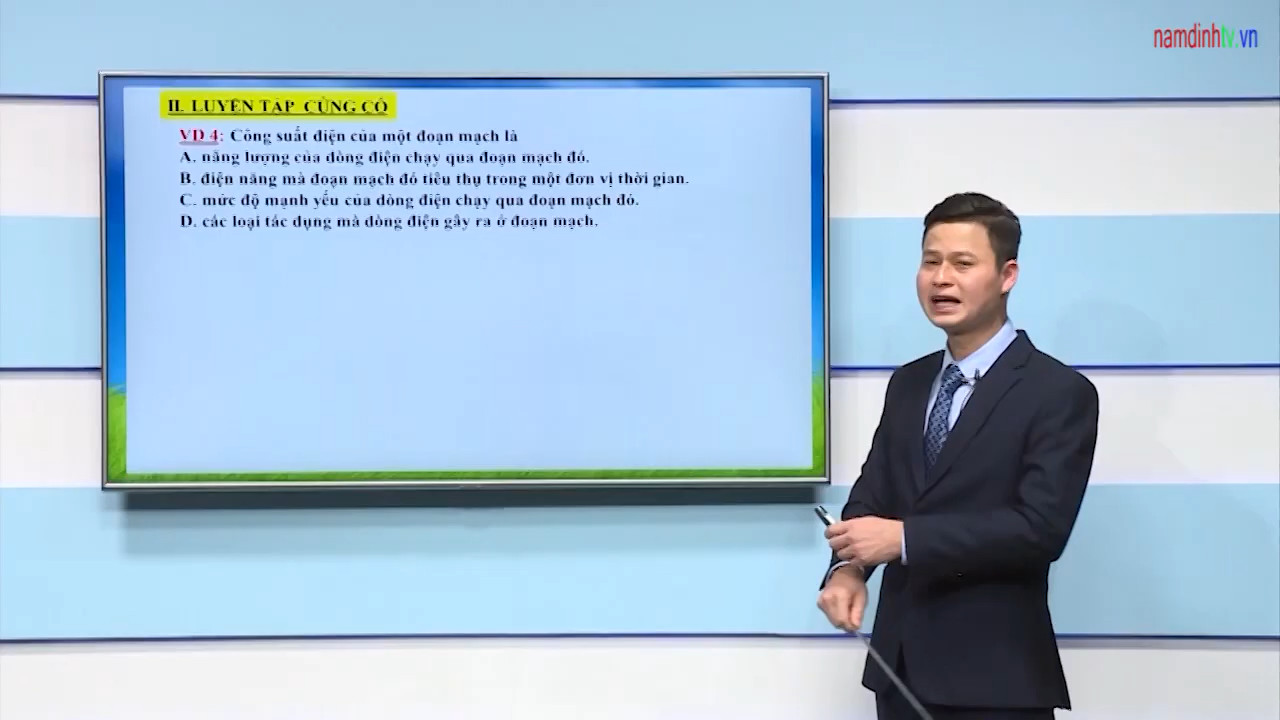 namdinhtv.vn
II. LUYỆN TẬP CỦNG CỐ
VD 4: Công suất điện của một đoạn mạch là
A. năng lượng của dòng điện chạy qua đoạn mạch đó.
B. điện năng mà đoạn mạch đó tiêu thụ trong một đơn vị thời gian.
C. mức độ mạnh yếu của dòng điện chạy qua đoạn mạch đó.
D. các loại tác dụng mà dòng điện gây ra ở đoạn mạch.